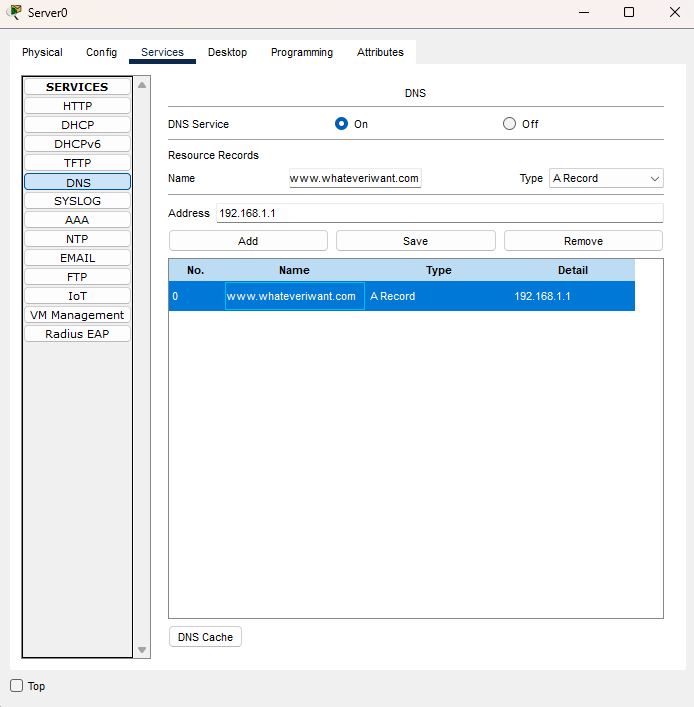 Server0
Physical Config Services Desktop Programming Attributes
SERVICES
HTTP
DHCP
DHCPv6
TFTP
DNS
SYSLOG
AAA
NTP
EMAIL
FTP
IoT
VM Management
Radius EAP
DNS
DNS Service On Off
Resource Records
Name www.whateveriwant.com Type A Record
Address 192.168.1.1
Add Save Remove
No. Name Type Detail
0 www.whateveriwant.com A Record 192.168.1.1
DNS Cache
Top